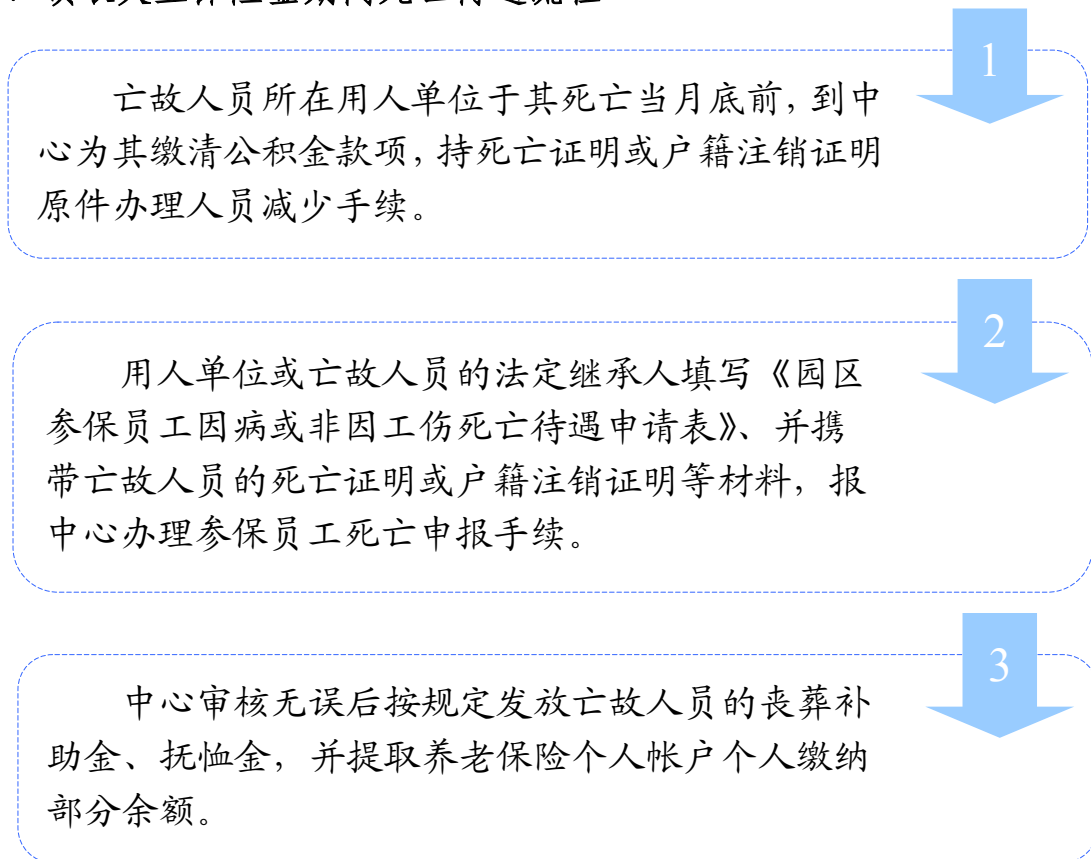 1
亡故人员所在用人单位于其死亡当月底前，到中
心为其缴清公积金款项，持死亡证明或户籍注销证明
原件办理人员减少手续。
2
用人单位或亡故人员的法定继承人填写《园区
参保员工因病或非因工伤死亡待遇申请表》、并携
带亡故人员的死亡证明或户籍注销证明等材料，报
中心办理参保员工死亡申报手续。
3
中心审核无误后按规定发放亡故人员的丧葬补
助金、抚恤金，并提取养老保险个人帐户个人缴纳
部分余额。